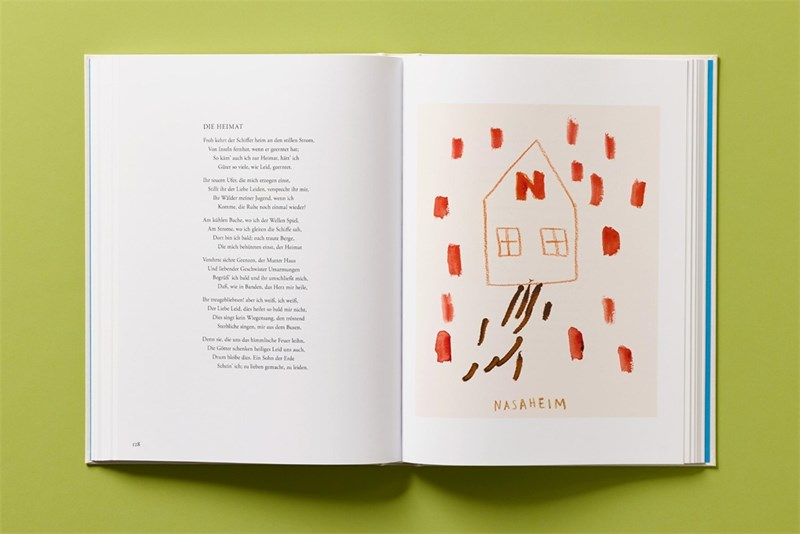 DIE HEIMAT
Froh kehrt der Schiffer heim an den stillen Strom,
Von Inseln fernher, wenn er geerntet hat;
So käm' auch ich zur Heimat, hätt' ich
Güter so viele, wie Leid, geerntet.
Ihr teuern Ufer, die mich erzogen einst,
Stillt ihr der Liebe Leiden, versprecht ihr mir,
Ihr Wälder meiner Jugend, wenn ich
Komme, die Ruhe noch einmal wieder?
Am kühlen Bache, wo ich der Wellen Spiel,
Am Strome, wo ich gleiten die Schiffe sah,
Dort bin ich bald; euch traute Berge,
Die mich behüteten einst, der Heimat
Verehrte sichre Grenzen, der Mutter Haus
Und liebender Geschwister Umarmungen
Begrüß' ich bald und ihr umschließt mich,
Daß, wie in Banden, das Herz mir heile,
Ihr treugebliebnen! aber ich weiß, ich weiß,
Der Liebe Leid, dies heilet so bald mir nicht,
Dies singt kein Wiegensang, den tröstend
Sterbliche singen, mir aus dem Busen.
Denn sie, die uns das himmlische Feuer leihn,
Die Götter schenken heiliges Leid uns auch,
Drum bleibe dies. Ein Sohn der Erde
Schein' ich; zu lieben gemacht, zu leiden.
128
N
NASAHEIM